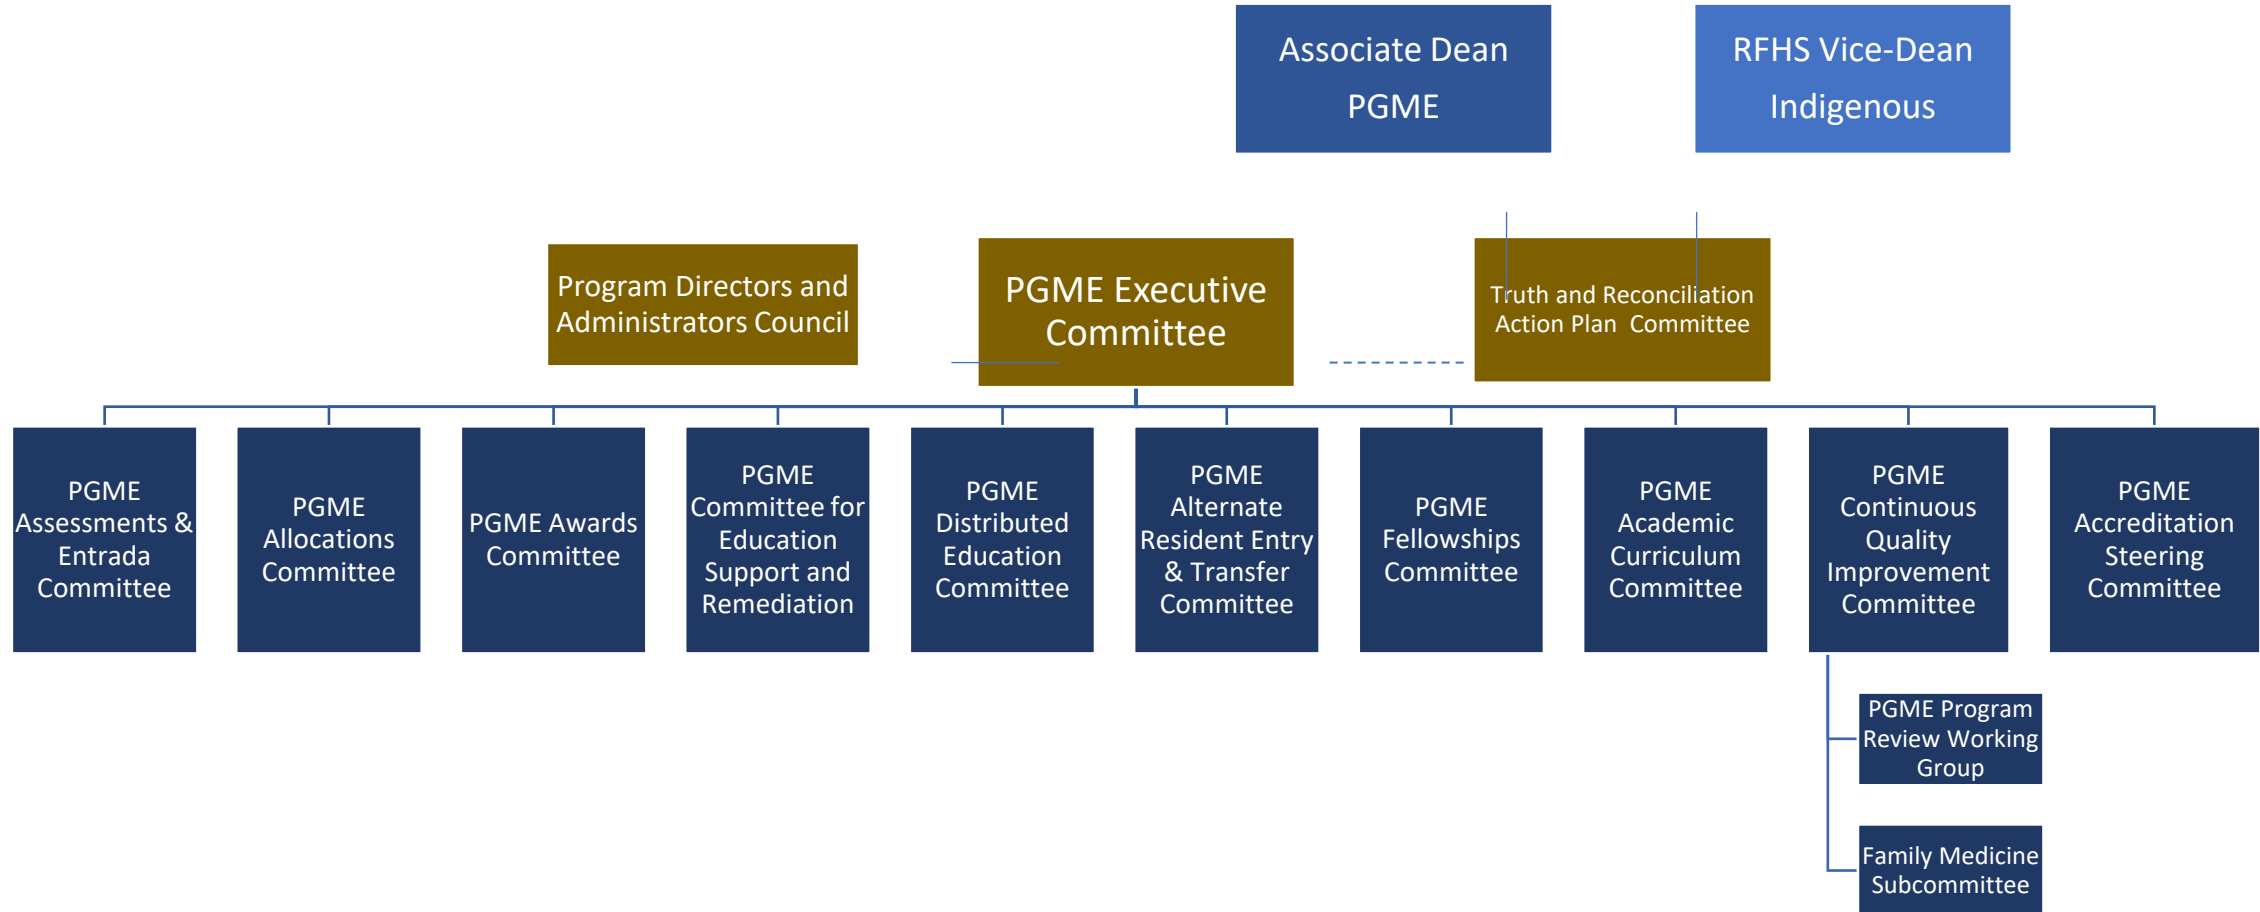 Associate Dean
PGME
RFHS Vice-Dean
Indigenous
Program Directors and
Administrators Council
PGME Executive
Committee
Truth and Reconciliation
Action Plan  Committee
PGME
Assessments &
Entrada
Committee
PGME
Allocations
Committee
PGME Awards
Committee
PGME
Committee for
Education
Support and
Remediation
PGME
Distributed
Education
Committee
PGME
Alternate
Resident Entry
& Transfer
Committee
PGME
Fellowships
Committee
PGME
Academic
Curriculum
Committee
PGME
Continuous
Quality
Improvement
Committee
PGME
Accreditation
Steering
Committee
PGME Program
Review Working
Group
Family Medicine
Subcommittee